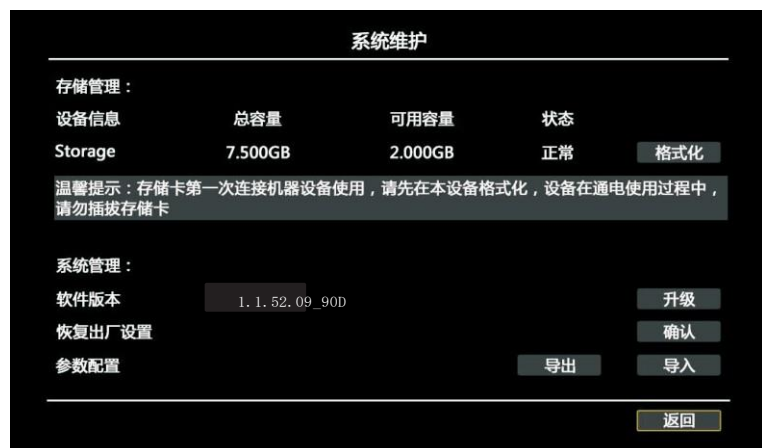 系统维护
存储管理：
设备信息 总容量 可用容量 状态
Storage 7.500GB 2.000GB 正常 格式化
温馨提示：存储卡第一次连接机器设备使用，请先在本设备格式化，设备在通电使用过程中，
请勿插拔存储卡
系统管理：
软件版本 1.1.52.09_90D 升级
恢复出厂设置 确认
参数配置 导出 导入
返回